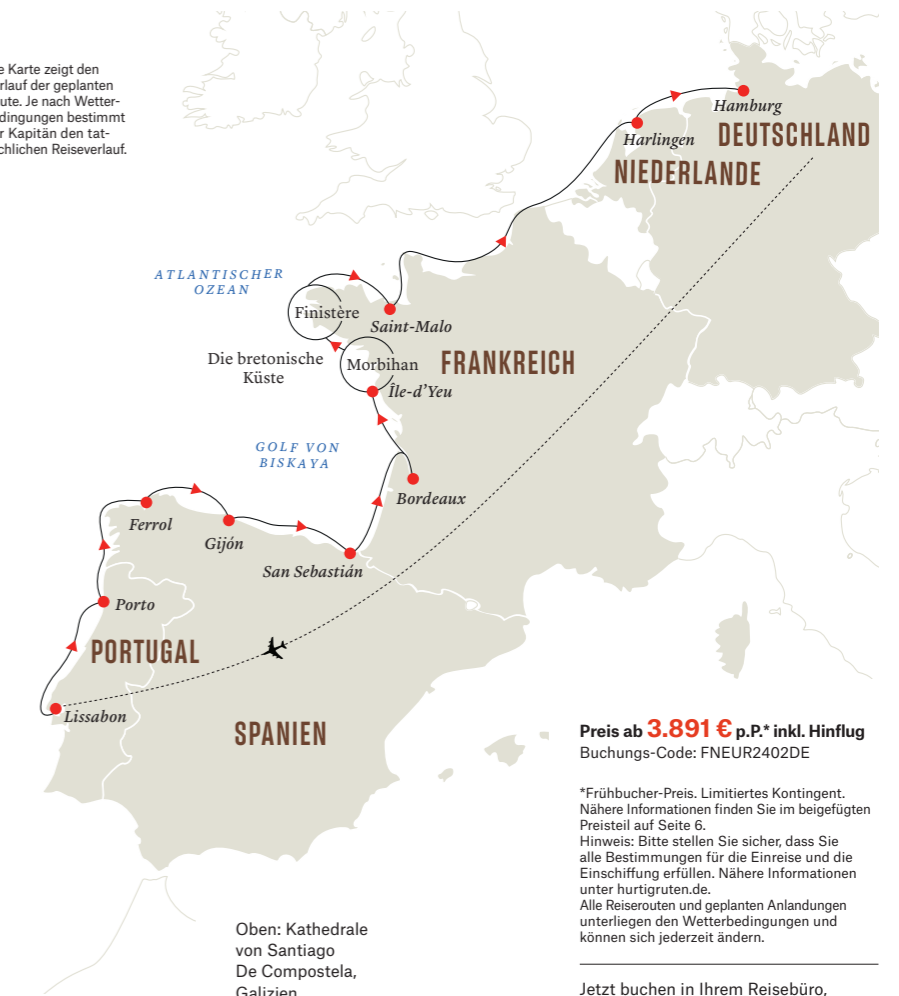 e Karte zeigt den
rlauf der geplanten
ute. Je nach Wetter-
dingungen bestimmt
r Kapitän den tat-
chlichen Reiseverlauf.
Hamburg
Harlingen
DEUTSCHLAND
NIEDERLANDE
ATLANTISCHER
OZEAN
Finistère
Saint-Malo
Die bretonische
Küste
Morbihan
FRANKREICH
Île-d'Yeu
GOLF VON
BISKAYA
Bordeaux
Ferrol
Gijón
San Sebastián
Porto
PORTUGAL
Lissabon
SPANIEN
Preis ab 3.891 € p.P.* inkl. Hinflug
Buchungs-Code: FNEUR2402DE
*Frühbucher-Preis. Limitiertes Kontingent.
Nähere Informationen finden Sie im beigefügten
Preisteil auf Seite 6.
Hinweis: Bitte stellen Sie sicher, dass Sie
alle Bestimmungen für die Einreise und die
Einschiffung erfüllen. Nähere Informationen
unter hurtigruten.de.
Alle Reiserouten und geplanten Anlandungen
unterliegen den Wetterbedingungen und
können sich jederzeit ändern.
Oben: Kathedrale
von Santiago
De Compostela,
Galizien
Jetzt buchen in Ihrem Reisebüro,